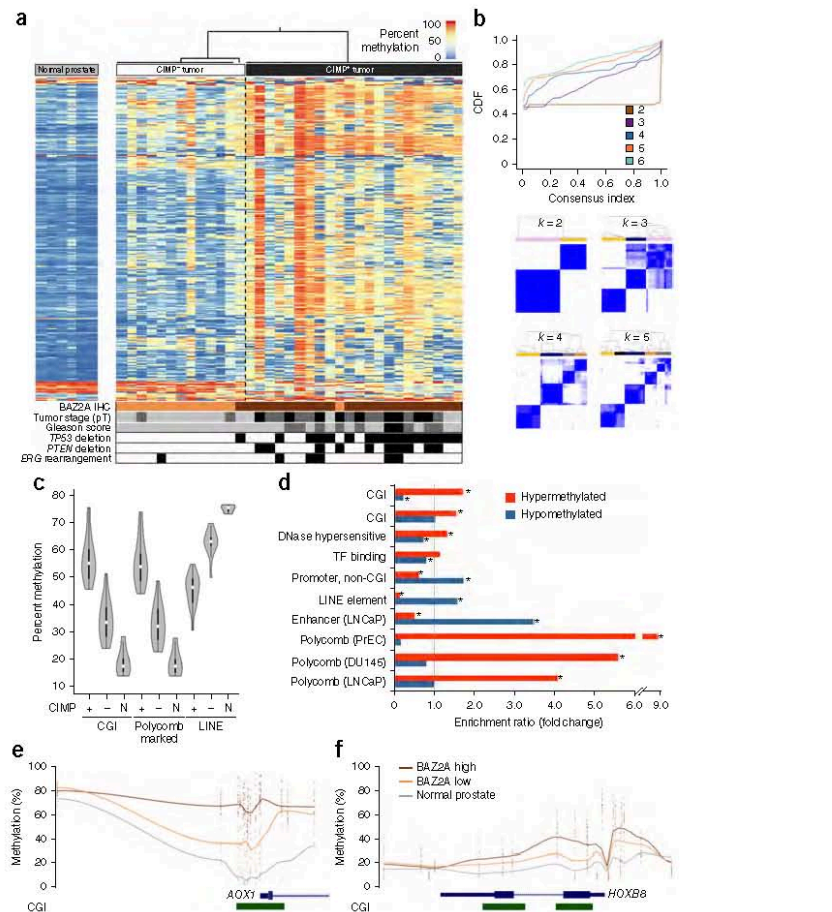 a
Percent
methylation
100
50
0
Normal prostate
CIMP– tumor
CIMP+ tumor
BAZ2A IHC
Tumor stage (pT)
Gleason score
TP53 deletion
PTEN deletion
ERG rearrangement
b
CDF
1.0
0.8
0.6
0.4
0.2
0
0 0.2 0.4 0.6 0.8 1.0
Consensus index
2
3
4
5
6
k = 2
k = 3
k = 4
k = 5
c
Percent methylation
80
70
60
50
40
30
20
10
CIMP + – N + – N + – N
CGI
Polycomb
marked
LINE
d
Hypermethylated
Hypomethylated
CGI
CGI
DNase hypersensitive
TF binding
Promoter, non-CGI
LINE element
Enhancer (LNCaP)
Polycomb (PrEC)
Polycomb (DU145)
Polycomb (LNCaP)
* * * * * * * * * * * * * * *
0 1.0 2.0 3.0 4.0 5.0 6.0 9.0
Enrichment ratio (fold change)
e
Methylation (%)
100
80
60
40
20
0
AOX1
CGI
f
BAZ2A high
BAZ2A low
Normal prostate
Methylation (%)
100
80
60
40
20
0
HOXB8
CGI